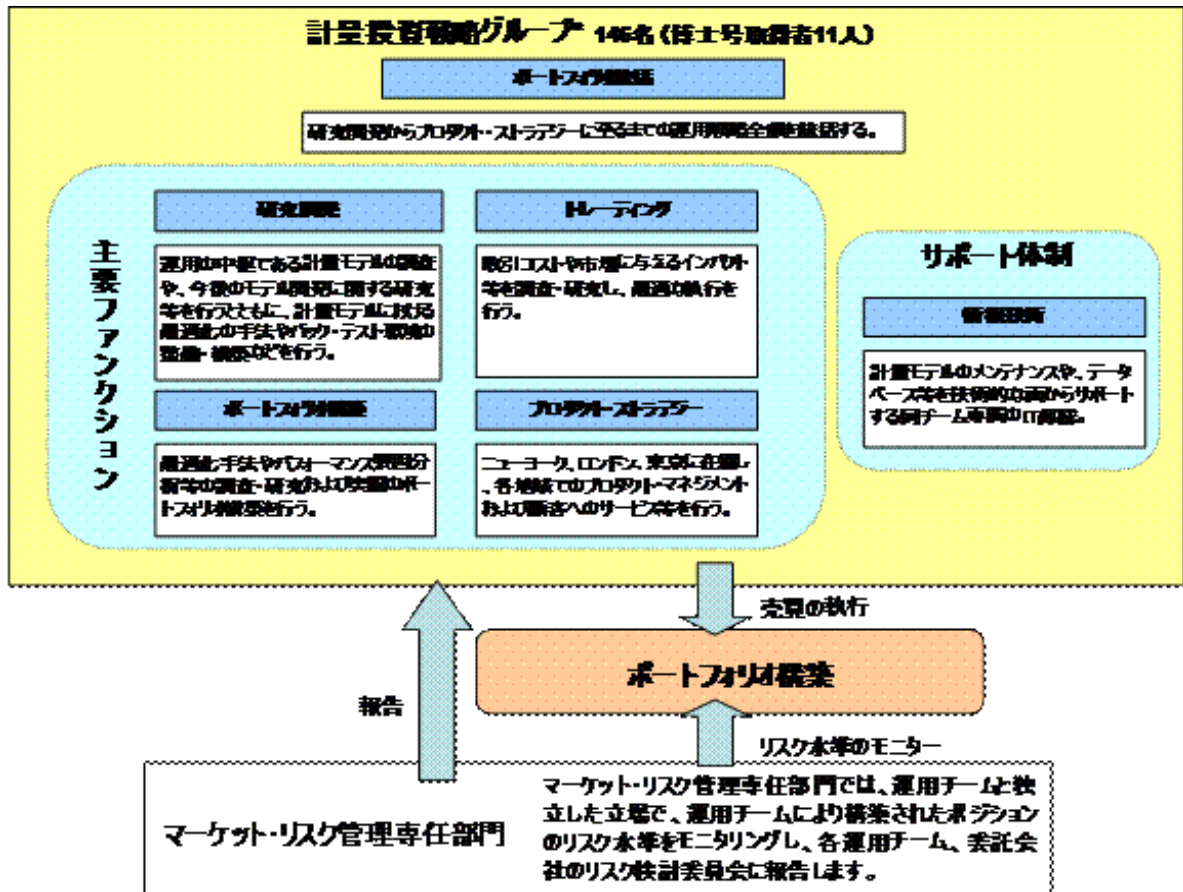 計量投資戦略グループ 146名(博士号取得者11人)
ポートフォリオ
研究開発からプロダクト・ストラテジーに至るまでの運用戦略全般を統括する。
主要ファンクション
研究開発
運用の中枢である計量モデルの調査
や、今後のモデル開発に関する研究
等を行うとともに、計量モデルにおける
最適化の手法やバック・テスト環境の
整備・構築などを行う。
トレーディング
取引コストや市場に与えるインパクト
等を調査・研究し、最適な執行を
行う。
ポートフォリオ構築
最適化手法やパフォーマンス要因分
析等の調査・研究および実際のポー
トフォリオ構築を行う。
プロダクト・ストラテジー
ニューヨーク、ロンドン、東京に在籍し
、各地域でのプロダクト・マネジメント
および顧客へのサービス等を行う。
サポート体制
情報技術
計量モデルのメンテナンスや、データ
ベース等を技術的な面からサポート
する同チーム専属のIT部隊。
売買の執行
ポートフォリオ構築
報告
リスク水準のモニター
マーケット・リスク管理専任部門
マーケット・リスク管理専任部門では、運用チームと独
立した立場で、運用チームにより構築されたポジション
のリスク水準をモニタリングし、各運用チーム、委託会
社のリスク検討委員会に報告します。